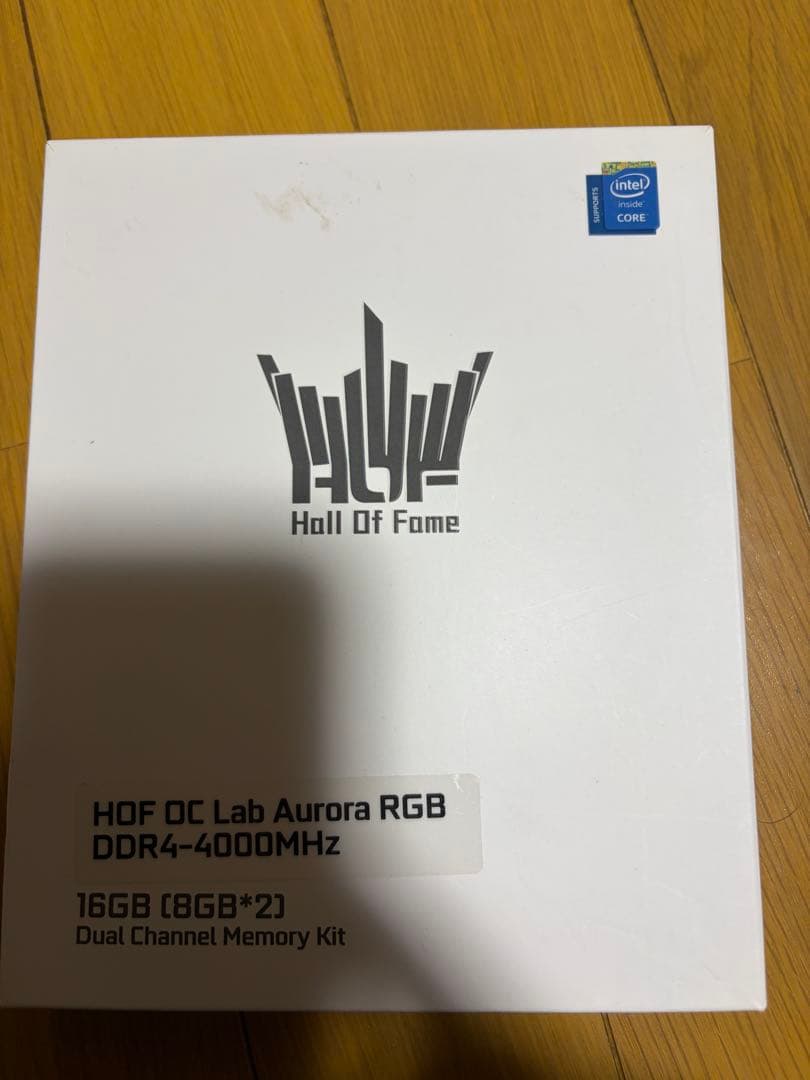 SUPPORTS
intel
inside
CORE
HOF
Hall Of Fame
HOF OC Lab Aurora RGB
DDR4-4000MHz
16GB (8GB*2)
Dual Channel Memory Kit